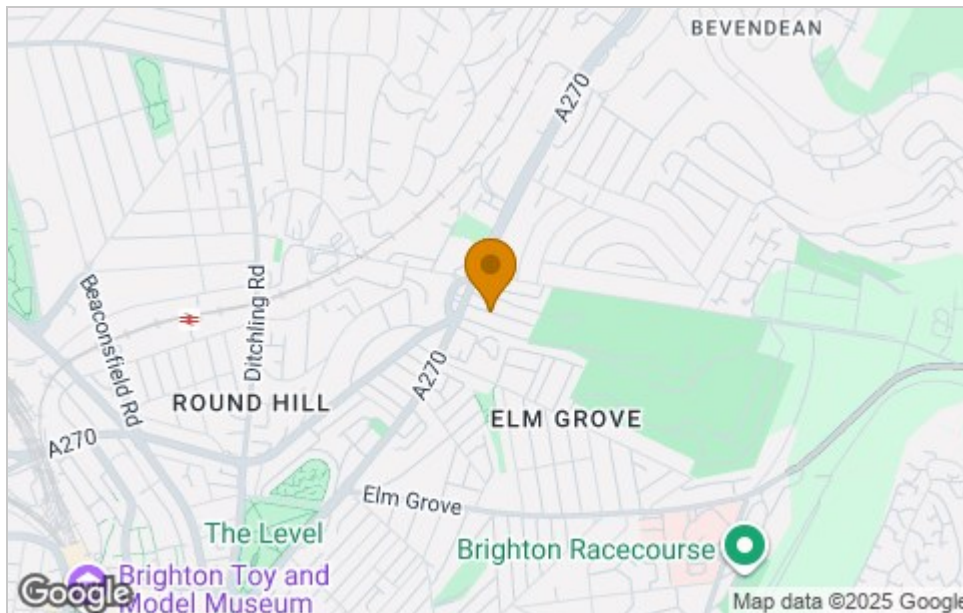 BEVENDEAN
A270
Beaconsfield Rd
Ditchling Rd
A270
ROUND HILL
ELM GROVE
A270
Elm Grove
The Level
Brighton Racecourse
Brighton Toy and
Model Museum
Google
Map data ©2025 Google